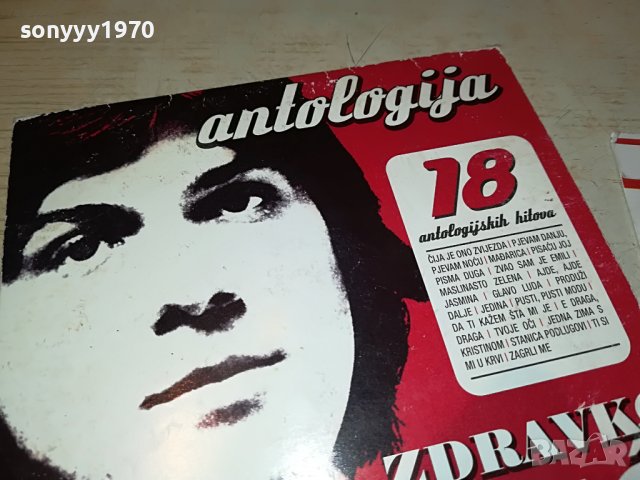 sonyyy1970
antologija
18
antologijskih hitova
ČIJA JE ONO ZVIJEZDA | PJEVAM DANJU,
PJEVAM NOĆU | MAĐARICA | PISAĆU JOJ
PISMA DUGA | ZVAO SAM JE EMILI |
MASLINASTO ZELENA | AJDE, AJDE
JASMINA | GLAVO LUDA | PRODUŽI
DALJE | JEDINA | PUSTI, PUSTI MODU |
DA TI KAŽEM ŠTA MI JE | E DRAGA,
DRAGA | TVOJE OČI | JEDNA ZIMA S
KRISTINOM | STANICA PODLUGOVI | TI SI
MI U KRVI | ZAGRLI ME
ZDRAVKO
bazar